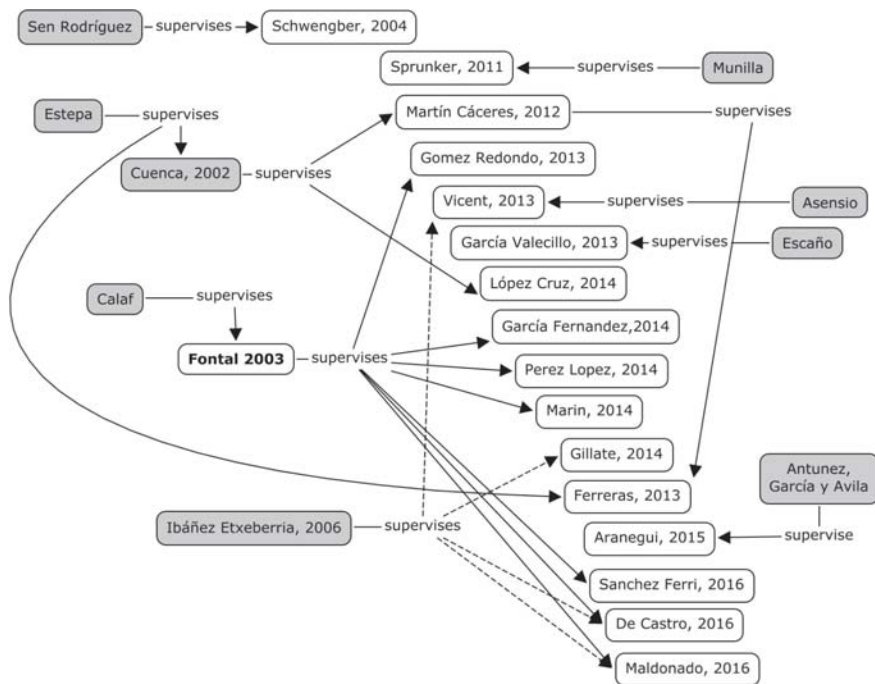 Sen Rodríguez
supervises
Schwengber, 2004
Sprunker, 2011
supervises
Munilla
Estepa
supervises
Martín Cáceres, 2012
supervises
Cuenca, 2002
supervises
Gomez Redondo, 2013
Vicent, 2013
supervises
Asensio
García Valecillo, 2013
supervises
Escaño
López Cruz, 2014
Calaf
supervises
García Fernandez,2014
Fontal 2003
supervises
Perez Lopez, 2014
Marin, 2014
Gillate, 2014
Antunez,
García y Avila
Ferreras, 2013
Ibáñez Etxeberria, 2006
supervises
Aranegui, 2015
supervise
Sanchez Ferri, 2016
De Castro, 2016
Maldonado, 2016